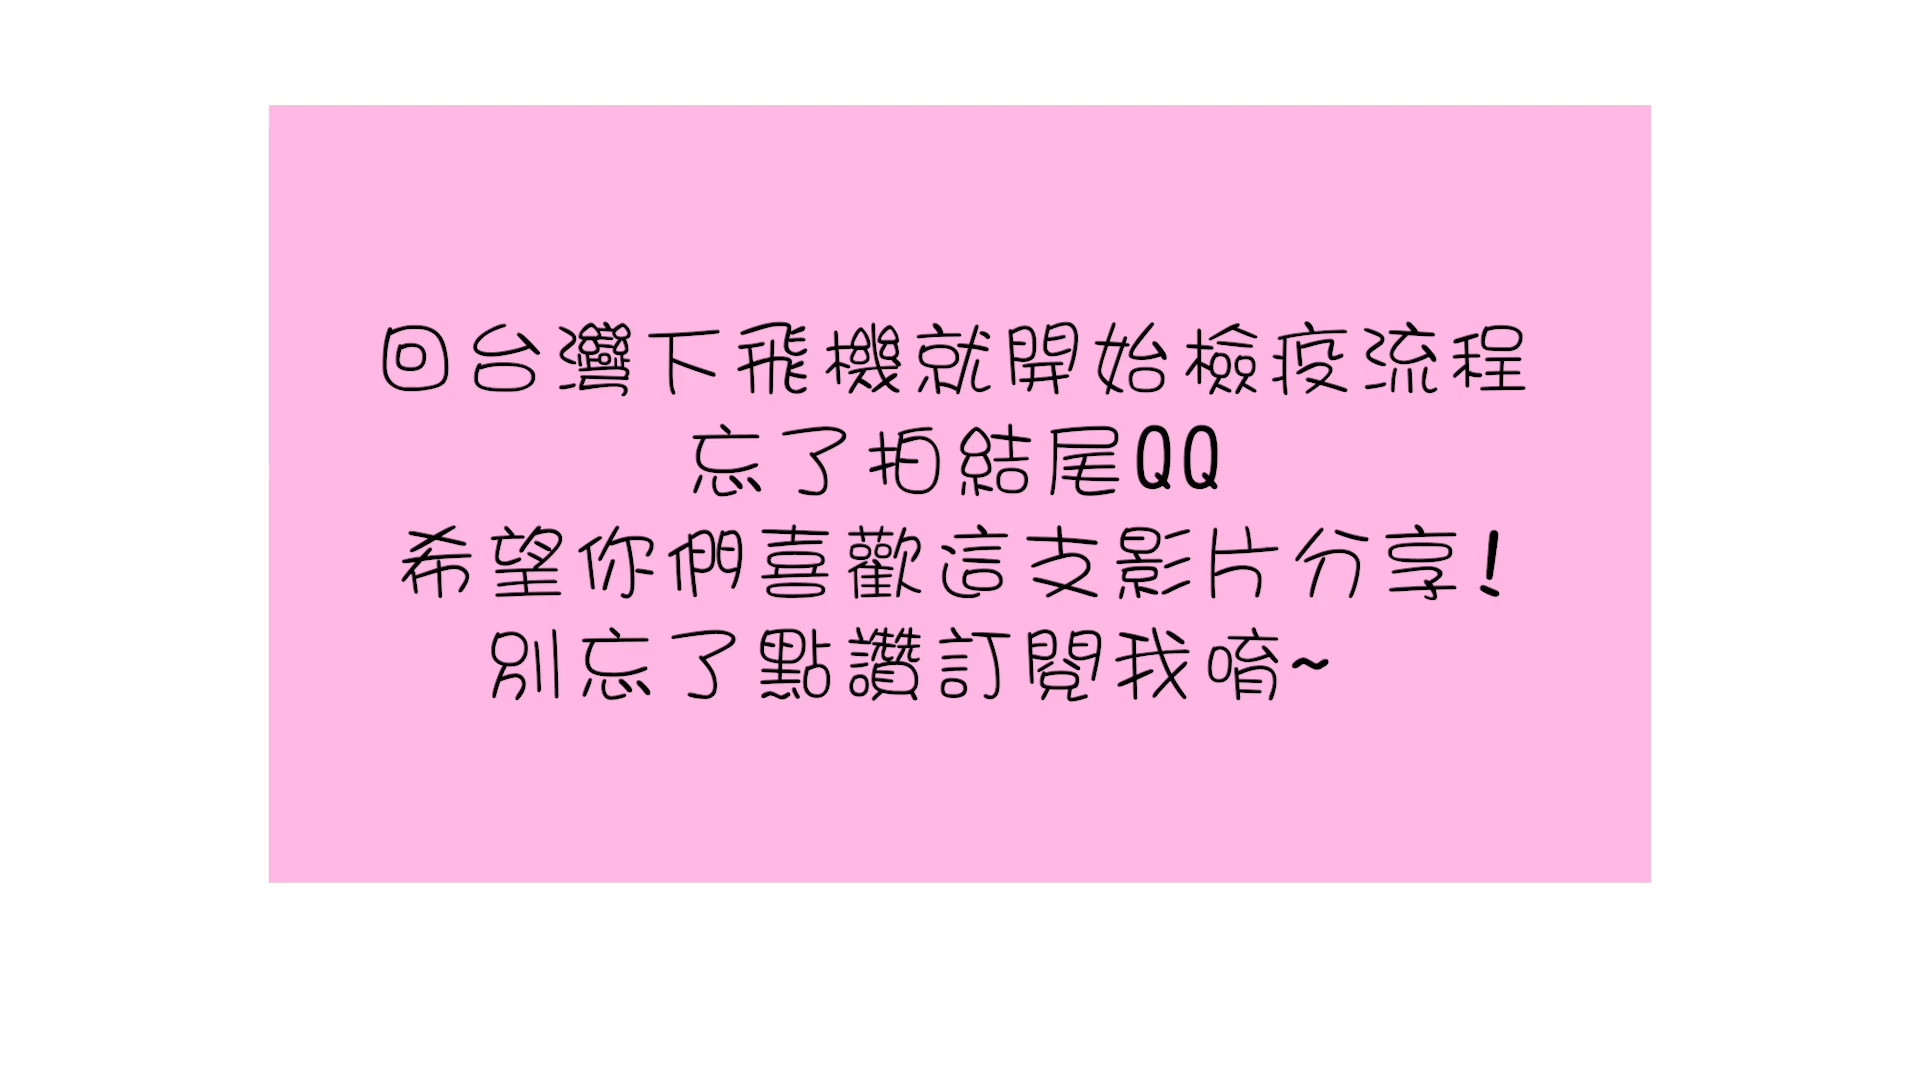 回台灣下飛機就開始檢疫流程
忘了拍結尾QQ
希望你們喜歡這支影片分享!
別忘了點讚訂閱我唷~